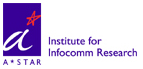 a
A★STAR
Institute for
Infocomm Research